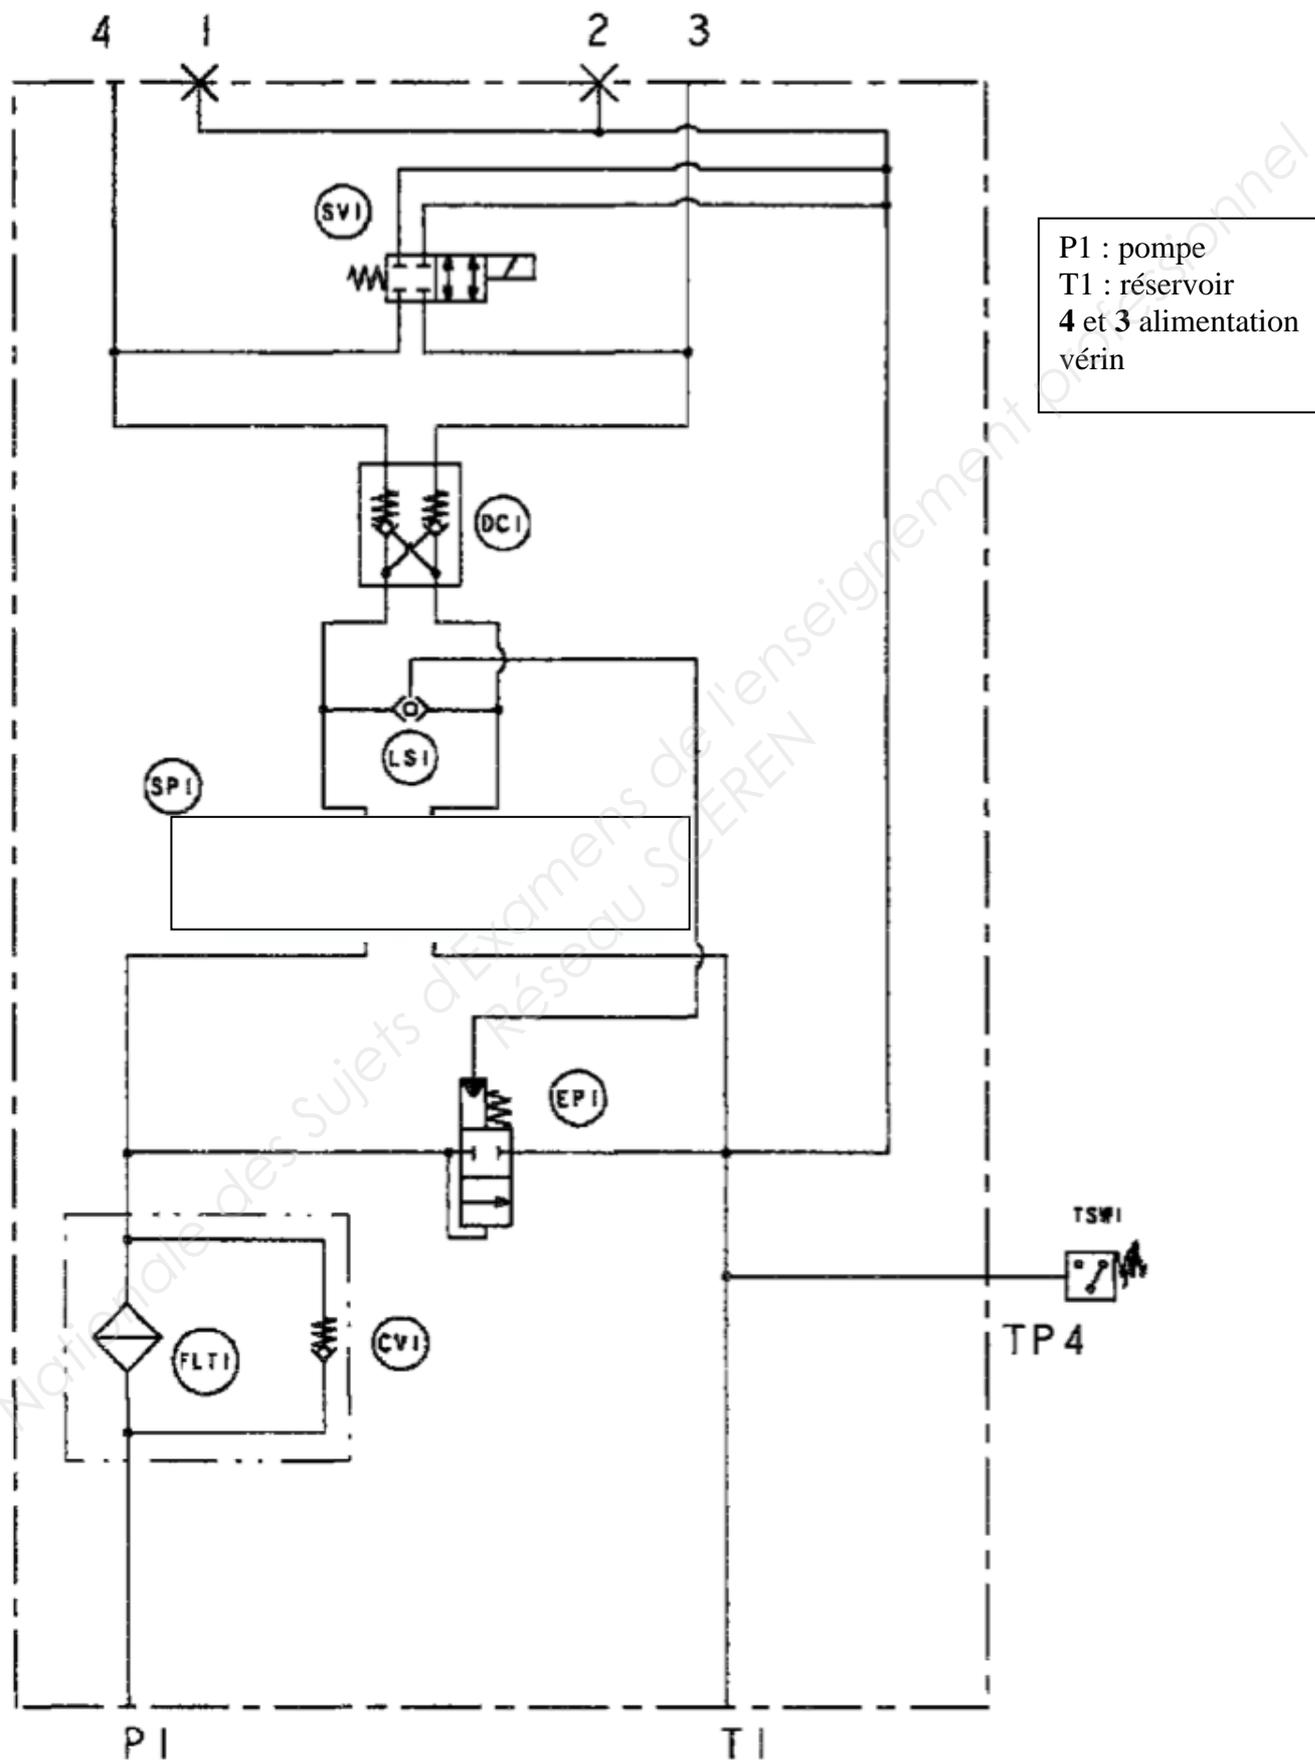 4 1 2 3
SV1
P1 : pompe
T1 : réservoir
4 et 3 alimentation
vérin
DC1
LS1
SP1
EP1
TSW1
TP4
FLT1
CV1
P1 T1
Nationale des Sujets d'Examens de l'enseignement professionnel
Réseau SCEREN